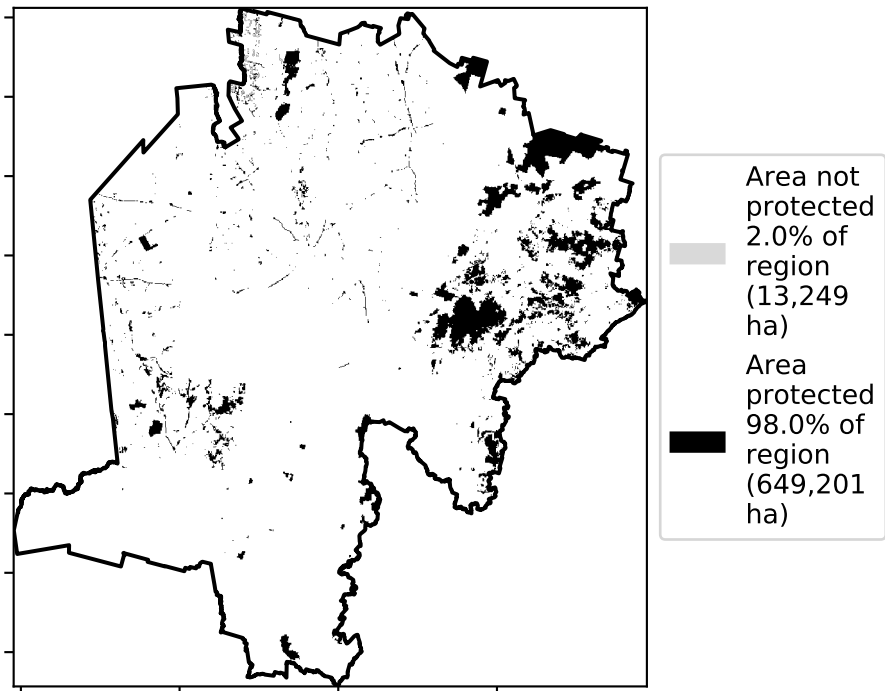 Area not
protected
2.0% of
region
(13,249
ha)
Area
protected
98.0% of
region
(649,201
ha)